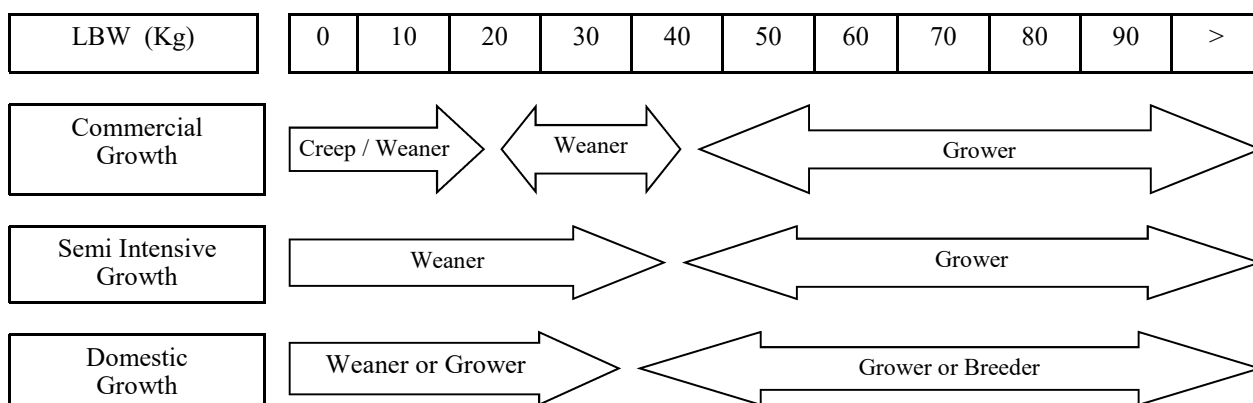 LBW (Kg) 0 10 20 30 40 50 60 70 80 90 >
Commercial
Growth
Creep / Weaner
Weaner
Grower
Semi Intensive
Growth
Weaner
Grower
Domestic
Growth
Weaner or Grower
Grower or Breeder